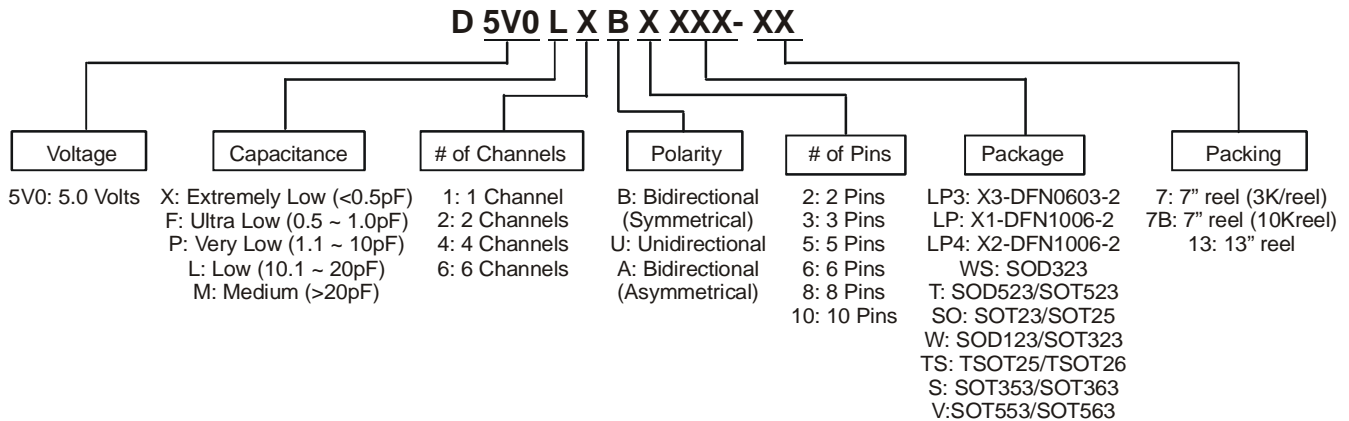 D 5V0 L X B X XXX- XX
Voltage
Capacitance
# of Channels
Polarity
# of Pins
Package
Packing
5V0: 5.0 Volts
X: Extremely Low (<0.5pF)
F: Ultra Low (0.5 ~ 1.0pF)
P: Very Low (1.1 ~ 10pF)
L: Low (10.1 ~ 20pF)
M: Medium (>20pF)
1: 1 Channel
2: 2 Channels
4: 4 Channels
6: 6 Channels
B: Bidirectional
(Symmetrical)
U: Unidirectional
A: Bidirectional
(Asymmetrical)
2: 2 Pins
3: 3 Pins
5: 5 Pins
6: 6 Pins
8: 8 Pins
10: 10 Pins
LP3: X3-DFN0603-2
LP: X1-DFN1006-2
LP4: X2-DFN1006-2
WS: SOD323
T: SOD523/SOT523
SO: SOT23/SOT25
W: SOD123/SOT323
TS: TSOT25/TSOT26
S: SOT353/SOT363
V:SOT553/SOT563
7: 7” reel (3K/reel)
7B: 7” reel (10Kreel)
13: 13” reel